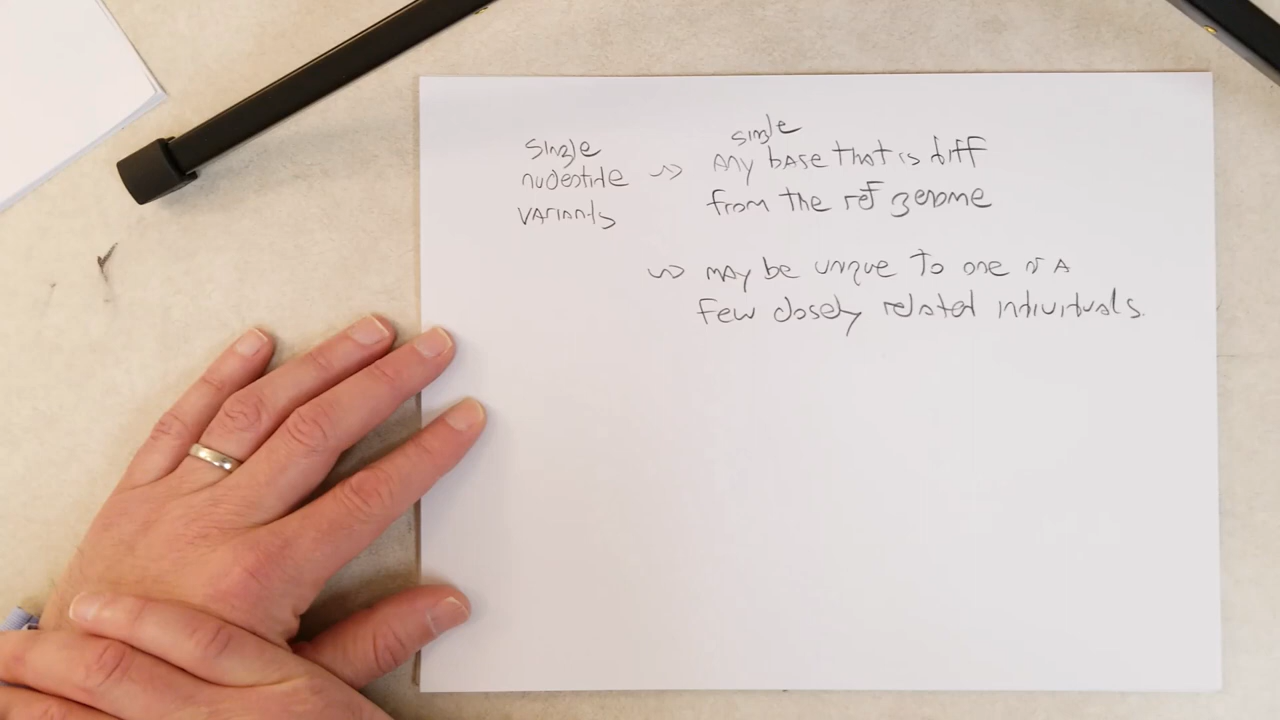 single
nucleotide
variants
single
→ any base that is diff
from the ref genome
→ may be unique to one or a
few closely related individuals.